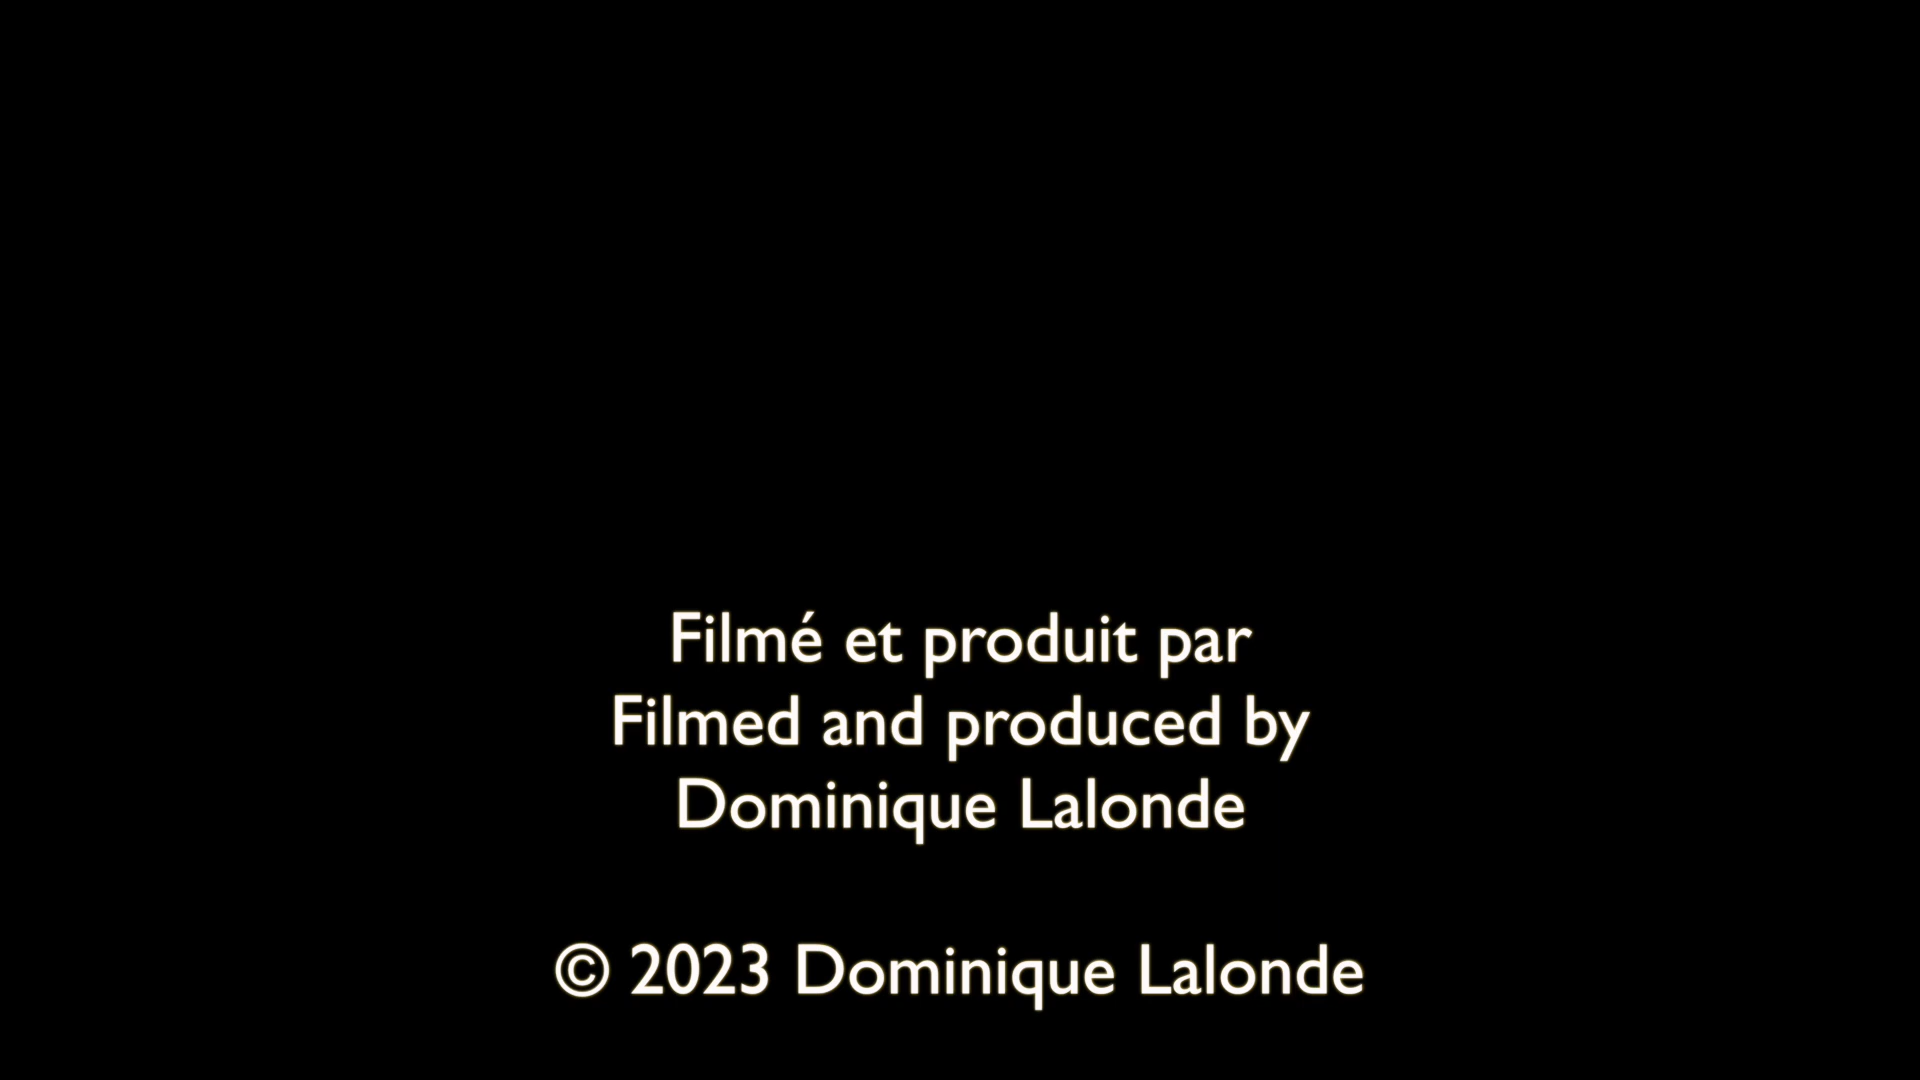 Filmé et produit par
Filmed and produced by
Dominique Lalonde
© 2023 Dominique Lalonde